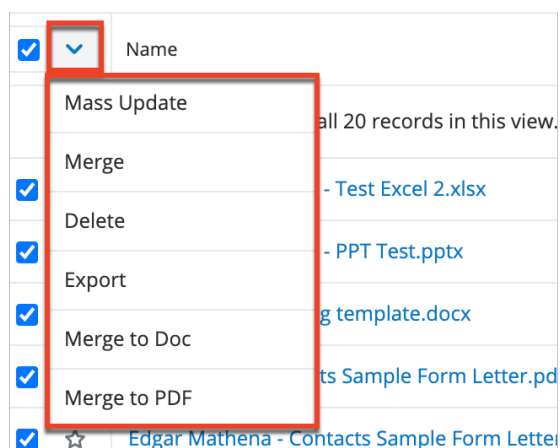 Name
Mass Update
all 20 records in this view.
Merge
- Test Excel 2.xlsx
Delete
- PPT Test.pptx
Export
g template.docx
Merge to Doc
ts Sample Form Letter.pd
Merge to PDF
Edgar Mathena - Contacts Sample Form Letter